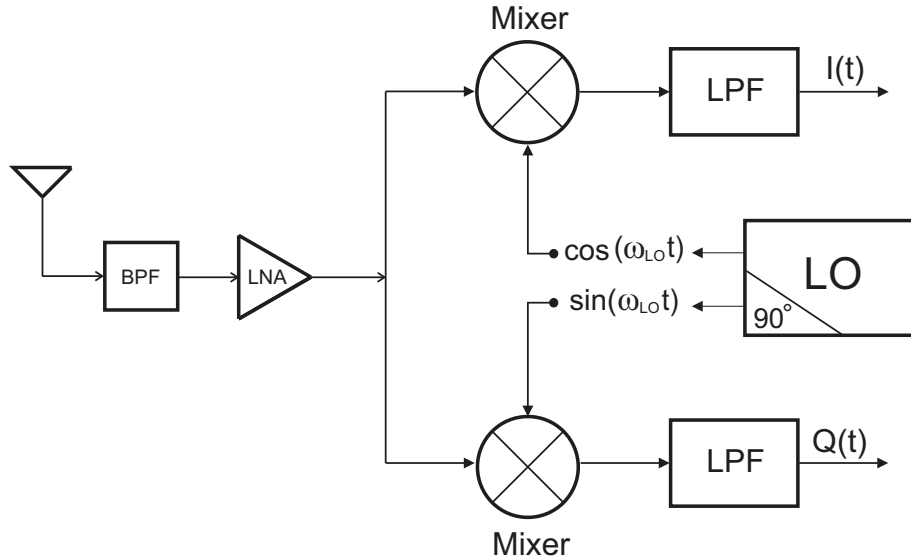 Mixer
LPF
I(t)
BPF
LNA
cos (ω_LO t)
sin(ω_LO t)
LO
90°
LPF
Q(t)
Mixer